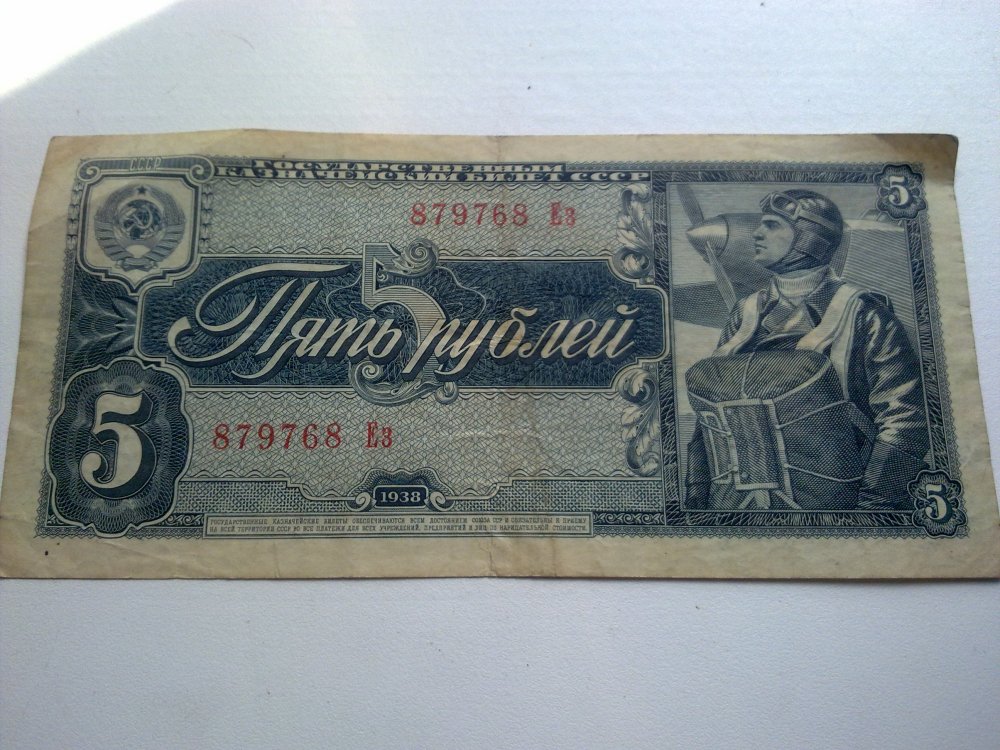 СССР
ГОСУДАРСТВЕННЫЙ
КАЗНАЧЕЙСКИЙ БИЛЕТ СССР
5
879768 Ез
5
Пять рублей
5
879768 Ез
1938
5
ГОСУДАРСТВЕННЫЕ КАЗНАЧЕЙСКИЕ БИЛЕТЫ ОБЕСПЕЧИВАЮТСЯ ВСЕМ ДОСТОЯНИЕМ СОЮЗА ССР И ОБЯЗАТЕЛЬНЫ К ПРИЕМУ
НА ВСЕЙ ТЕРРИТОРИИ СССР ВО ВСЕ ПЛАТЕЖИ ДЛЯ ВСЕХ УЧРЕЖДЕНИЙ, ПРЕДПРИЯТИЙ И ЛИЦ ПО НАРИЦАТЕЛЬНОЙ СТОИМОСТИ.